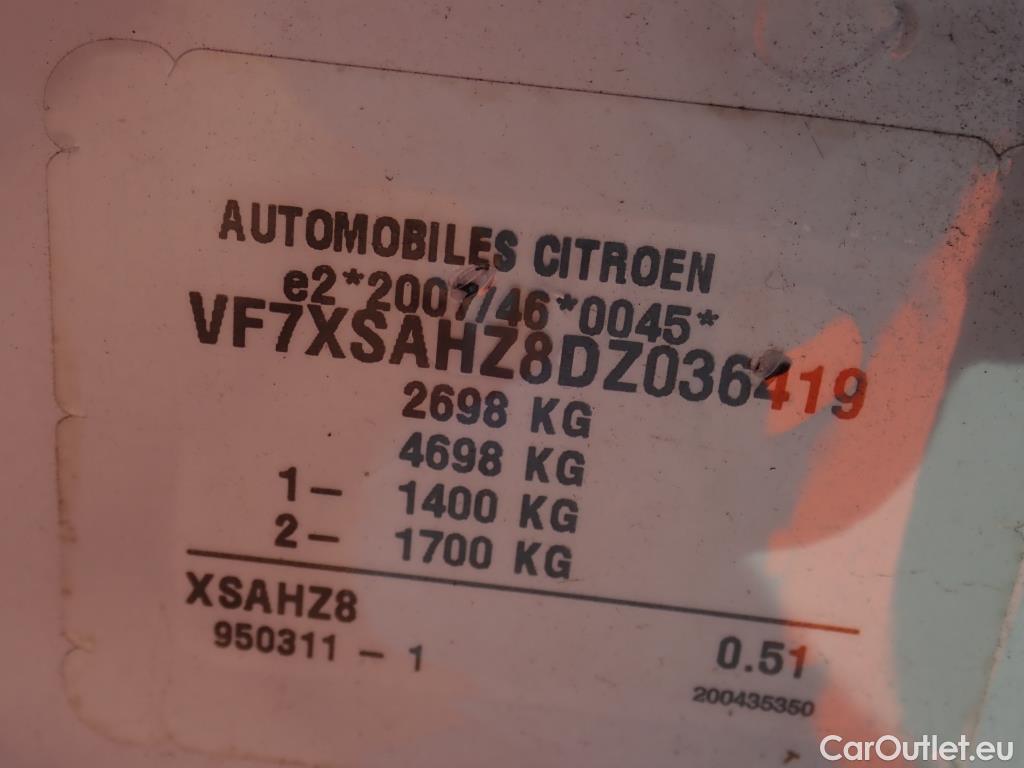 AUTOMOBILES CITROEN
e2*2007/46*0045*
VF7XSAHZ8DZ036419
2698 KG
4698 KG
1- 1400 KG
2- 1700 KG
XSAHZ8
950311 - 1
0.51
200435350
CarOutlet.eu